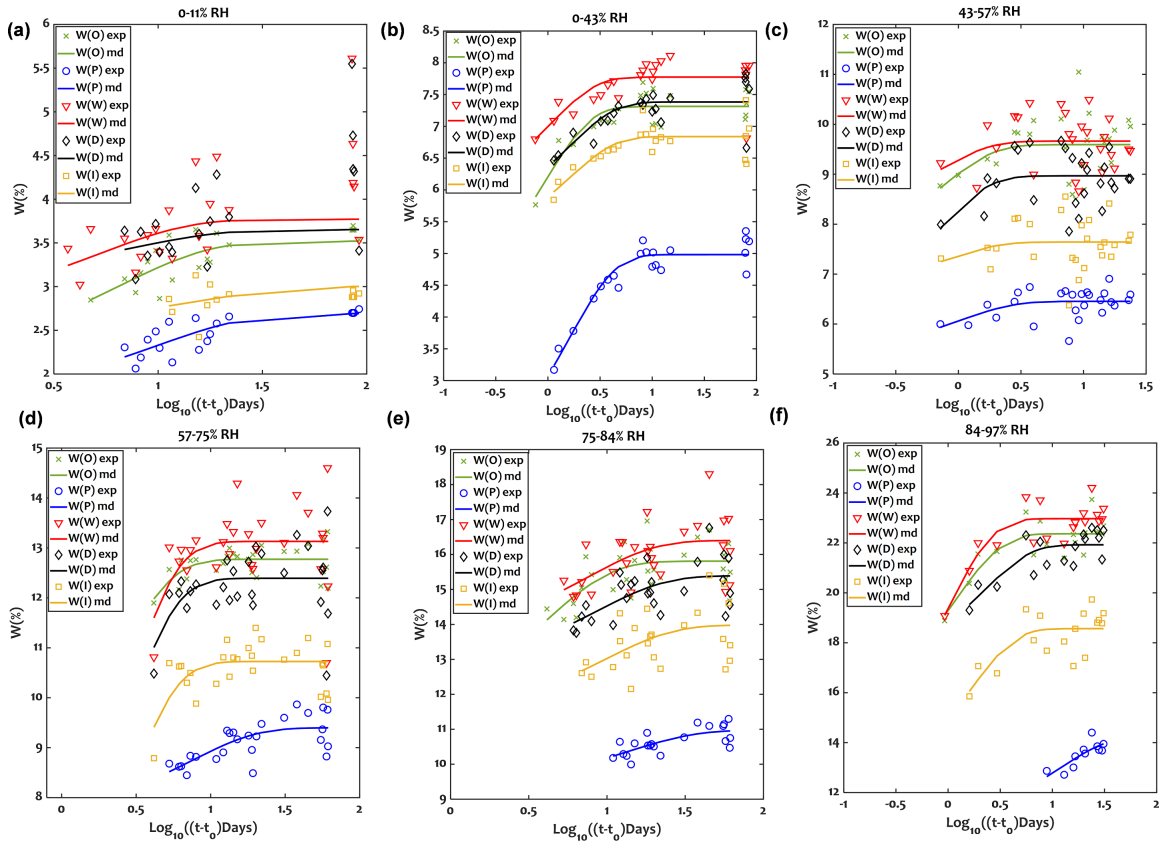 (a)
0-11% RH
W(O) exp
W(O) md
W(P) exp
W(P) md
W(W) exp
W(W) md
W(D) exp
W(D) md
W(I) exp
W(I) md
6
5.5
5
4.5
4
3.5
3
2.5
2
W(%)
0.5
1
1.5
2
Log10((t-t0)Days)
(b)
0-43% RH
W(O) exp
W(O) md
W(P) exp
W(P) md
W(W) exp
W(W) md
W(D) exp
W(D) md
W(I) exp
W(I) md
8.5
8
7.5
7
6.5
6
5.5
5
4.5
4
3.5
3
W(%)
-1
-0.5
0
0.5
1
1.5
2
Log10((t-t0)Days)
(c)
43-57% RH
W(O) exp
W(O) md
W(P) exp
W(P) md
W(W) exp
W(W) md
W(D) exp
W(D) md
W(I) exp
W(I) md
12
11
10
9
8
7
6
5
W(%)
-1
-0.5
0
0.5
1
1.5
Log10((t-t0)Days)
(d)
57-75% RH
W(O) exp
W(O) md
W(P) exp
W(P) md
W(W) exp
W(W) md
W(D) exp
W(D) md
W(I) exp
W(I) md
15
14
13
12
11
10
9
8
W(%)
0
0.5
1
1.5
2
Log10((t-t0)Days)
(e)
75-84% RH
W(O) exp
W(O) md
W(P) exp
W(P) md
W(W) exp
W(W) md
W(D) exp
W(D) md
W(I) exp
W(I) md
19
18
17
16
15
14
13
12
11
10
9
W(%)
0
0.5
1
1.5
2
Log10((t-t0)Days)
(f)
84-97% RH
W(O) exp
W(O) md
W(P) exp
W(P) md
W(W) exp
W(W) md
W(D) exp
W(D) md
W(I) exp
W(I) md
26
24
22
20
18
16
14
12
W(%)
-1
-0.5
0
0.5
1
1.5
2
Log10((t-t0)Days)